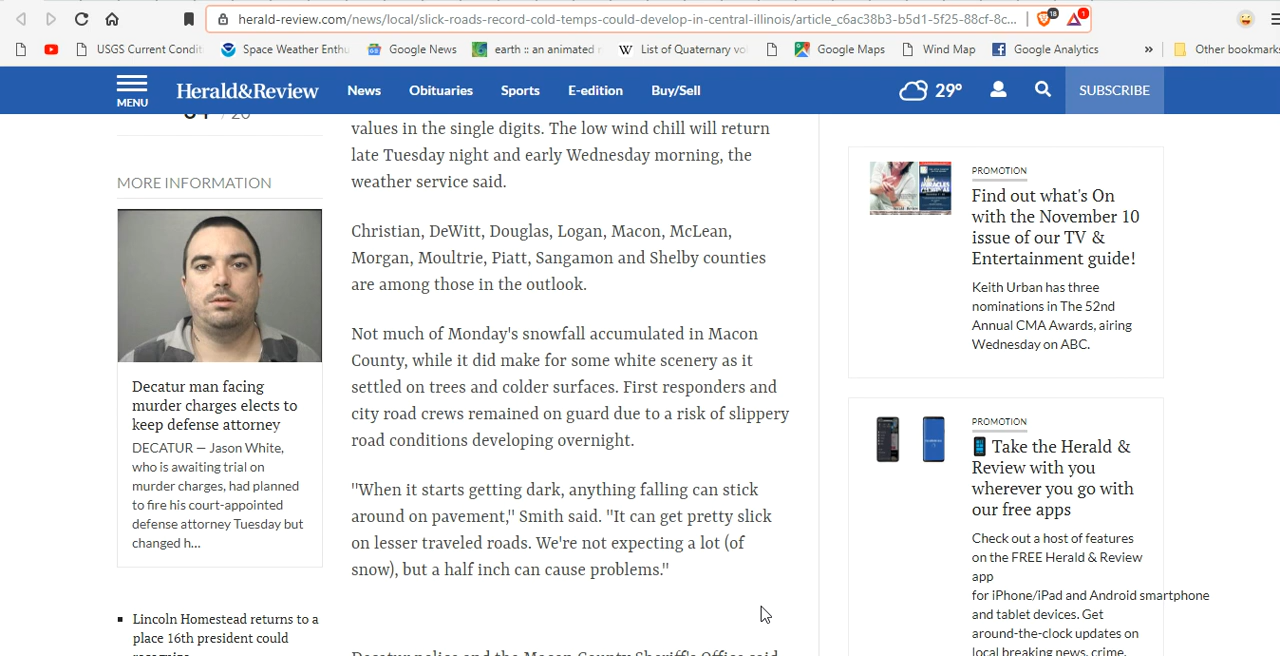 herald-review.com/news/local/slick-roads-record-cold-temps-could-develop-in-central-illinois/article_c6ac38b3-b5d1-5f25-88cf-8c...
18
1
USGS Current Condit
Space Weather Enthu
Google News
earth :: an animated
List of Quaternary vo
Google Maps
Wind Map
Google Analytics
»
Other bookmarks
MENU
Herald&Review
News
Obituaries
Sports
E-edition
Buy/Sell
29°
SUBSCRIBE
MORE INFORMATION
Decatur man facing
murder charges elects to
keep defense attorney
DECATUR — Jason White,
who is awaiting trial on
murder charges, had planned
to fire his court-appointed
defense attorney Tuesday but
changed h...
▪ Lincoln Homestead returns to a
place 16th president could
values in the single digits. The low wind chill will return
late Tuesday night and early Wednesday morning, the
weather service said.
Christian, DeWitt, Douglas, Logan, Macon, McLean,
Morgan, Moultrie, Piatt, Sangamon and Shelby counties
are among those in the outlook.
Not much of Monday's snowfall accumulated in Macon
County, while it did make for some white scenery as it
settled on trees and colder surfaces. First responders and
city road crews remained on guard due to a risk of slippery
road conditions developing overnight.
"When it starts getting dark, anything falling can stick
around on pavement," Smith said. "It can get pretty slick
on lesser traveled roads. We're not expecting a lot (of
snow), but a half inch can cause problems."
Decatur police and the Macon County Sheriff's Office said
PROMOTION
Find out what's On
with the November 10
issue of our TV &
Entertainment guide!
Keith Urban has three
nominations in The 52nd
Annual CMA Awards, airing
Wednesday on ABC.
PROMOTION
📱 Take the Herald &
Review with you
wherever you go with
our free apps
Check out a host of features
on the FREE Herald & Review
app
for iPhone/iPad and Android smartphone
and tablet devices. Get
around-the-clock updates on
local breaking news, crime,